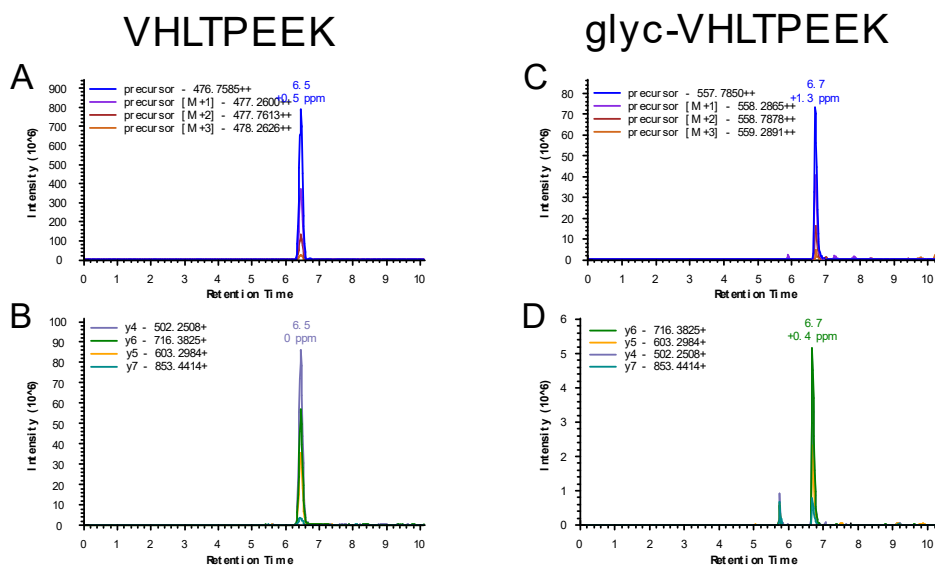 VHLTPEEK
glyc-VHLTPEEK
A
precursor - 476.7585++
precursor [M+1] - 477.2600++
precursor [M+2] - 477.7613++
precursor [M+3] - 478.2626++
6.5
+0.5 ppm
900
800
700
600
500
400
300
200
100
0
Intensity (10^6)
0 1 2 3 4 5 6 7 8 9 10
Retention Time
C
precursor - 557.7850++
precursor [M+1] - 558.2865++
precursor [M+2] - 558.7878++
precursor [M+3] - 559.2891++
6.7
+1.3 ppm
80
70
60
50
40
30
20
10
0
Intensity (10^6)
0 1 2 3 4 5 6 7 8 9 10
Retention Time
B
y4 - 502.2508+
y6 - 716.3825+
y5 - 603.2984+
y7 - 853.4414+
6.5
0 ppm
100
90
80
70
60
50
40
30
20
10
0
Intensity (10^6)
0 1 2 3 4 5 6 7 8 9 10
Retention Time
D
y6 - 716.3825+
y5 - 603.2984+
y4 - 502.2508+
y7 - 853.4414+
6.7
+0.4 ppm
6
5
4
3
2
1
0
Intensity (10^6)
0 1 2 3 4 5 6 7 8 9 10
Retention Time